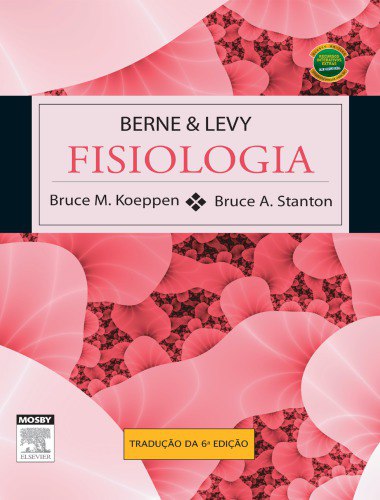 BERNE & LEVY
FISIOLOGIA
Bruce M. Koeppen ❖ Bruce A. Stanton
MOSBY
ELSEVIER
TRADUÇÃO DA 6ª EDIÇÃO